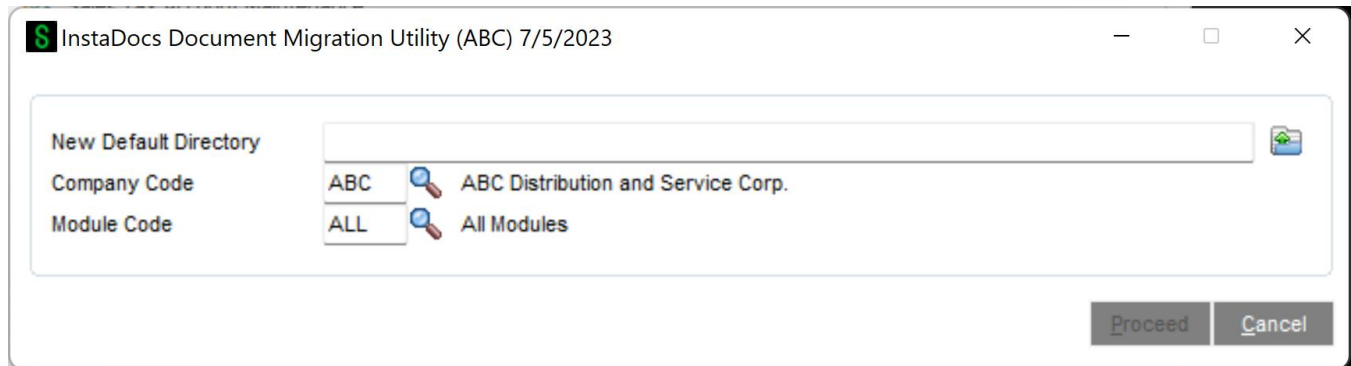 InstaDocs Document Migration Utility (ABC) 7/5/2023
New Default Directory
Company Code ABC ABC Distribution and Service Corp.
Module Code ALL All Modules
Proceed Cancel